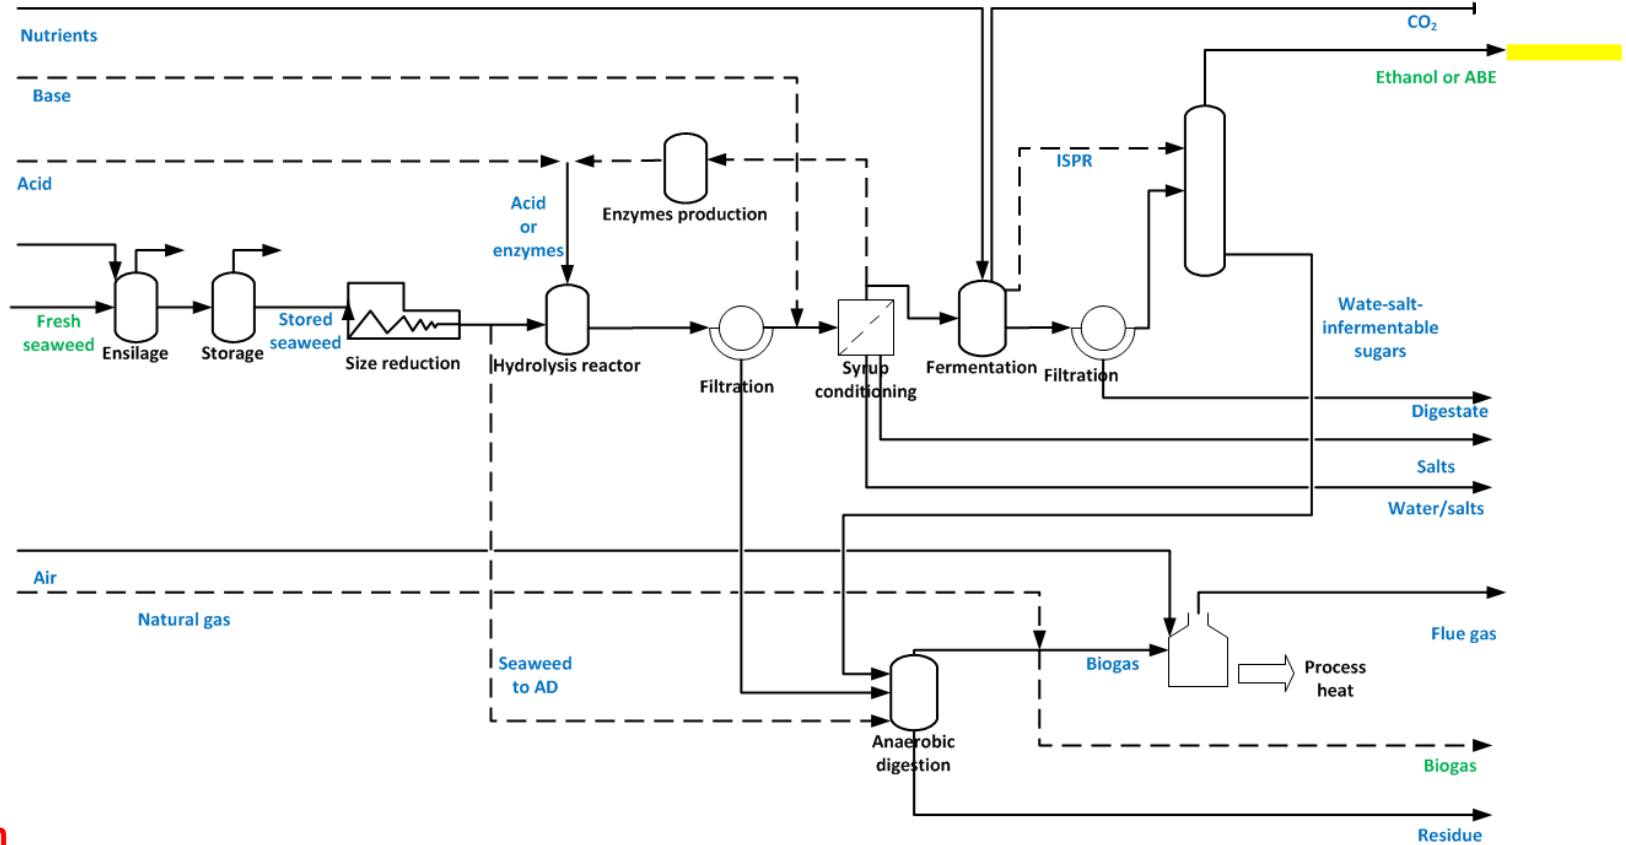 Nutrients
CO2
Ethanol or ABE
Base
ISPR
Acid
Acid
or
enzymes
Enzymes production
Fresh
seaweed
Ensilage
Storage
Stored
seaweed
Size reduction
Hydrolysis reactor
Filtration
Syrup
conditioning
Fermentation
Filtration
Wate-salt-
infermentable
sugars
Digestate
Salts
Water/salts
Air
Natural gas
Seaweed
to AD
Biogas
Process
heat
Flue gas
Anaerobic
digestion
Biogas
Residue